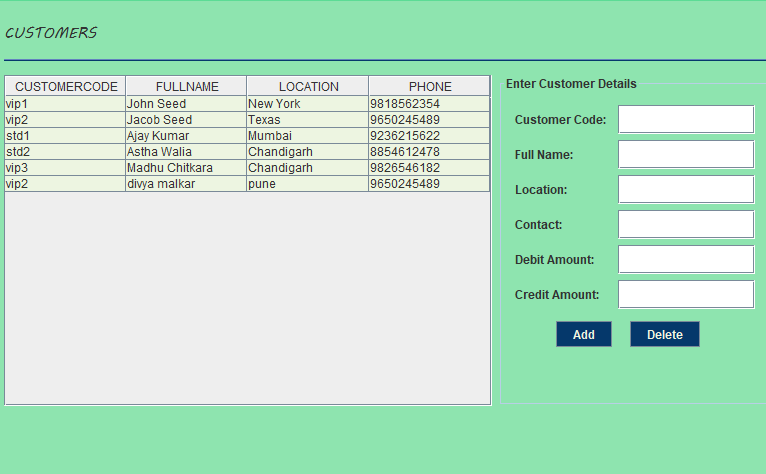 CUSTOMERS
CUSTOMERCODE FULLNAME LOCATION PHONE
vip1 John Seed New York 9818562354
vip2 Jacob Seed Texas 9650245489
std1 Ajay Kumar Mumbai 9236215622
std2 Astha Walia Chandigarh 8854612478
vip3 Madhu Chitkara Chandigarh 9826546182
vip2 divya malkar pune 9650245489
Enter Customer Details
Customer Code:
Full Name:
Location:
Contact:
Debit Amount:
Credit Amount:
Add Delete